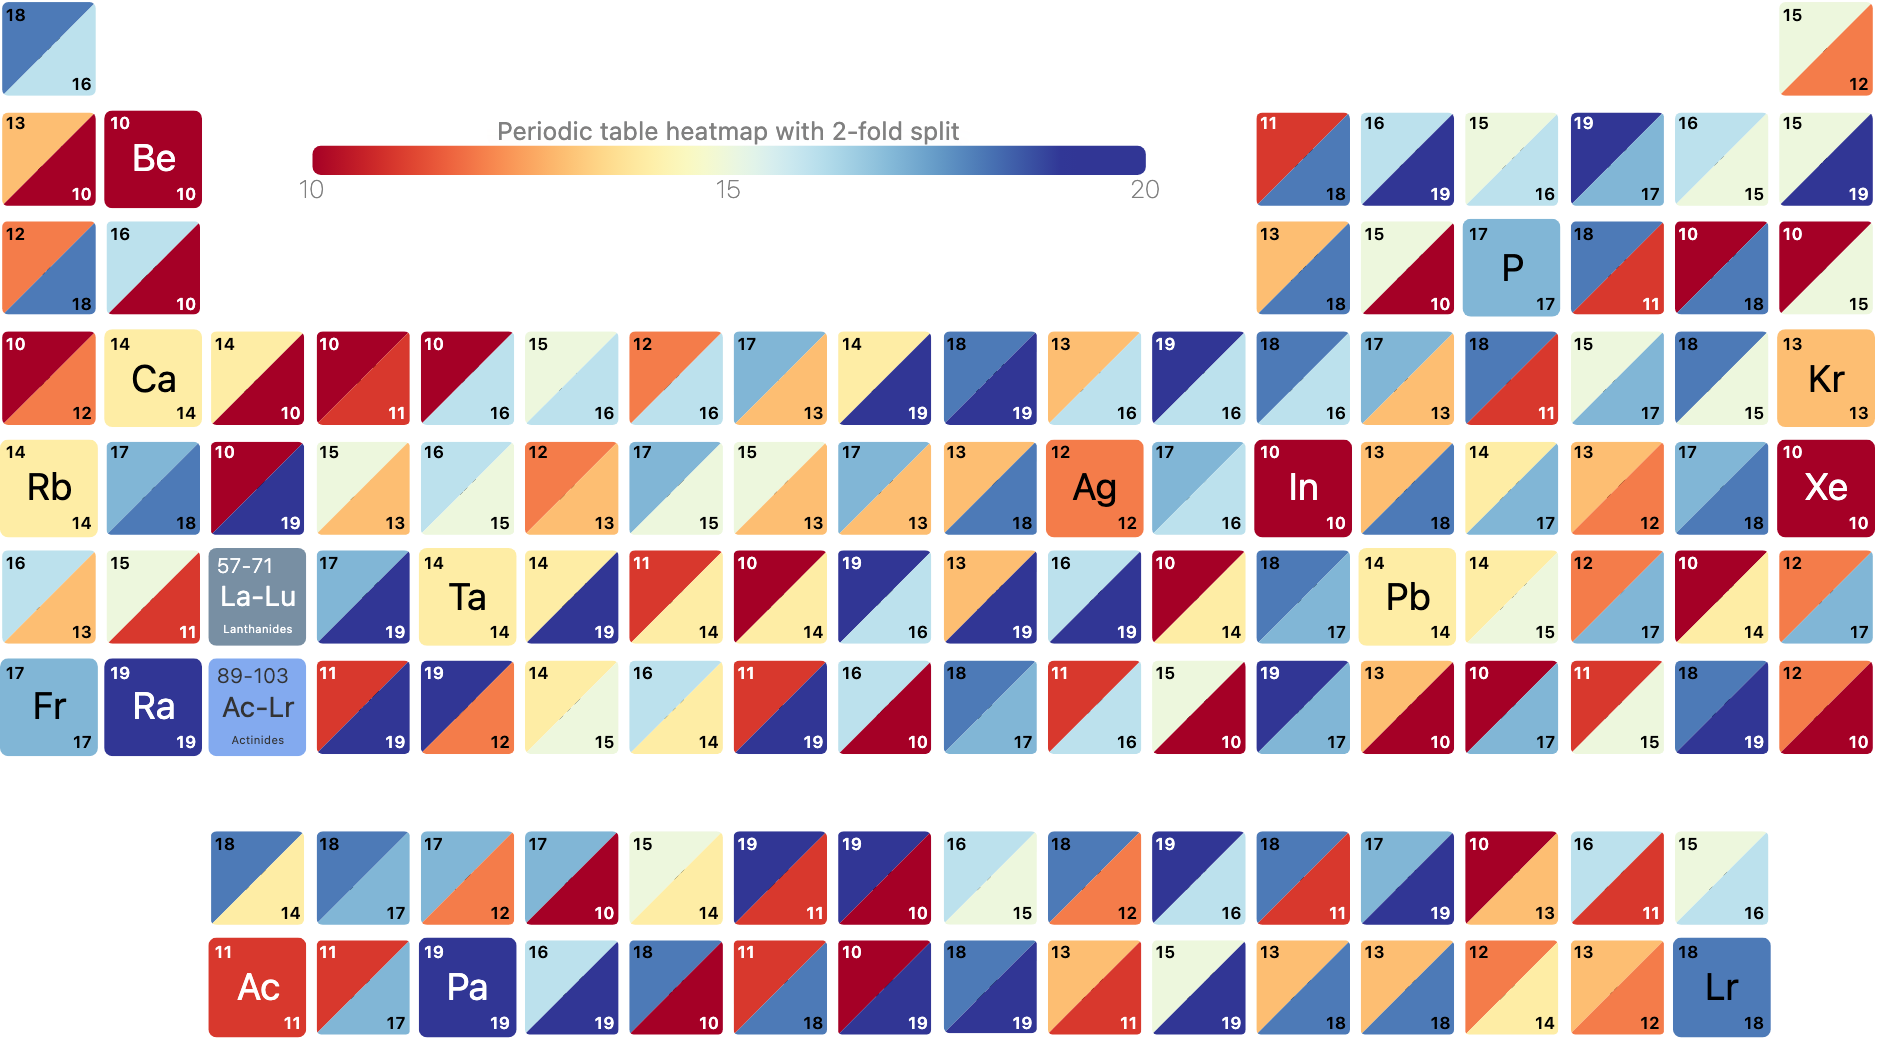 18 15
16 12
Periodic table heatmap with 2-fold split
10 15 20
13 10 11 16 15 19 16 15
Be
10 10 18 19 16 17 15 19
12 16 13 15 17 18 10 10
P
18 10 18 10 17 11 18 15
10 14 14 10 10 15 12 17 14 18 13 19 18 17 18 15 18 13
Ca Kr
12 14 10 11 16 16 16 13 19 19 16 16 16 13 11 17 15 13
14 17 10 15 16 12 17 15 17 13 12 17 10 13 14 13 17 10
Rb Ag In Xe
14 18 19 13 15 13 15 13 13 18 12 16 10 18 17 12 18 10
16 15 57-71 17 14 14 11 10 19 13 16 10 18 14 14 12 10 12
La-Lu Ta Pb
13 11 Lanthanides 19 14 19 14 14 16 19 19 14 17 14 15 17 14 17
17 19 89-103 11 19 14 16 11 16 18 11 15 19 13 10 11 18 12
Fr Ra Ac-Lr
17 19 Actinides 19 12 15 14 19 10 17 16 10 17 10 17 15 19 10
18 18 17 17 15 19 19 16 18 19 18 17 10 16 15
14 17 12 10 14 11 10 15 12 16 11 19 13 11 16
11 11 19 16 18 11 10 18 13 15 13 13 12 13 18
Ac Pa Lr
11 17 19 19 10 18 19 19 11 19 18 18 14 12 18